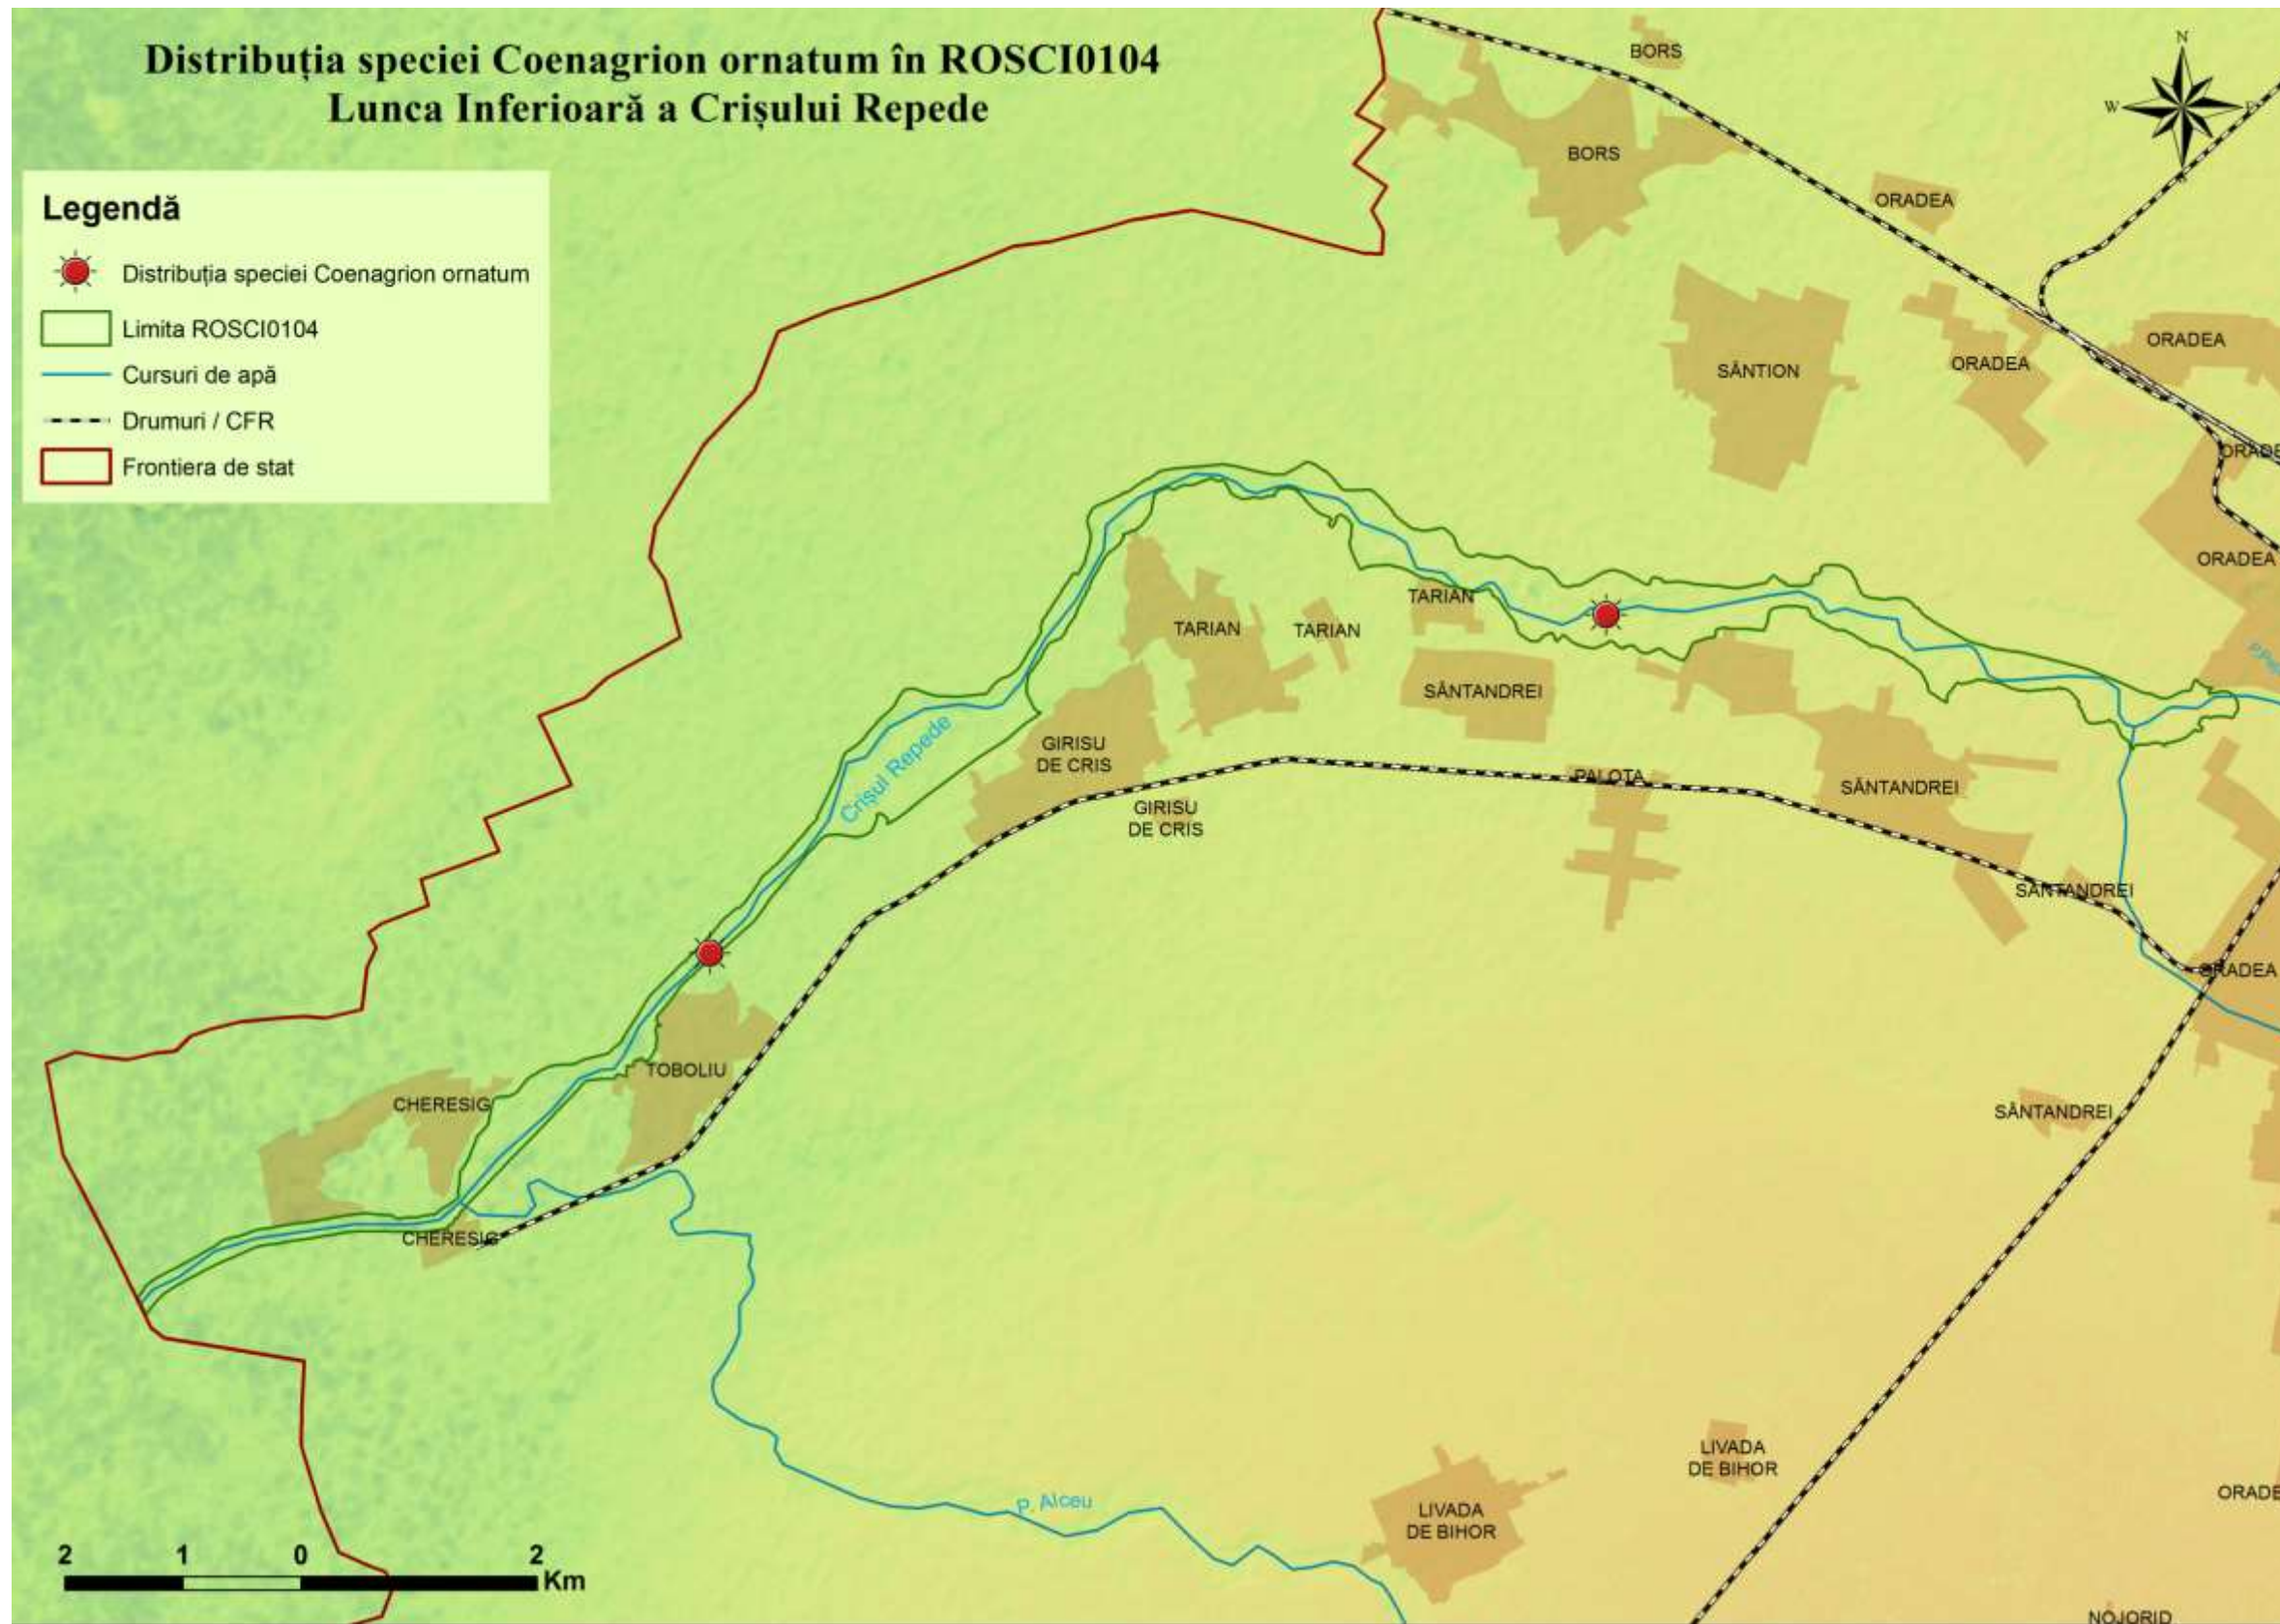 Distribuția speciei Coenagrion ornatum în ROSCI0104
Lunca Inferioară a Crișului Repede
Legendă
Distribuția speciei Coenagrion ornatum
Limita ROSCI0104
Cursuri de apă
Drumuri / CFR
Frontiera de stat
N
W
E
S
BORS
BORS
ORADEA
ORADEA
SÂNTION
ORADEA
ORADE
ORADEA
TARIAN
TARIAN
TARIAN
SÂNTANDREI
Crișul Repede
GIRISU
DE CRIS
GIRISU
DE CRIS
PALOTA
SÂNTANDREI
SÂNTANDREI
ORADEA
TOBOLIU
CHERESIG
SÂNTANDREI
CHERESIG
LIVADA
DE BIHOR
ORADE
P. Alceu
LIVADA
DE BIHOR
2 1 0 2
Km
NOJORID